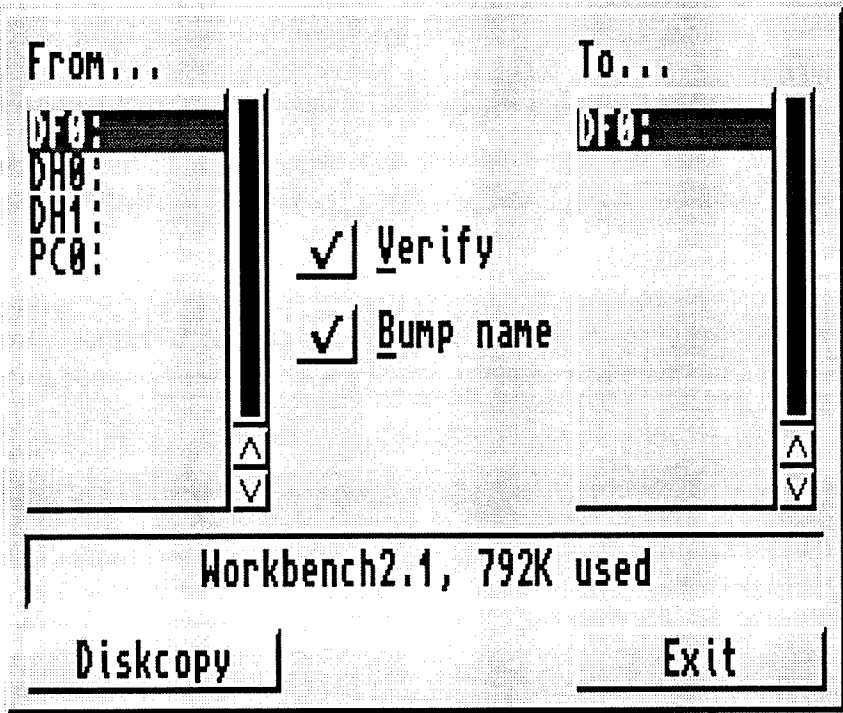 From...
To...
DF0:
DH0:
DH1:
PC0:
DF0:
Verify
Bump name
Workbench2.1, 792K used
Diskcopy
Exit